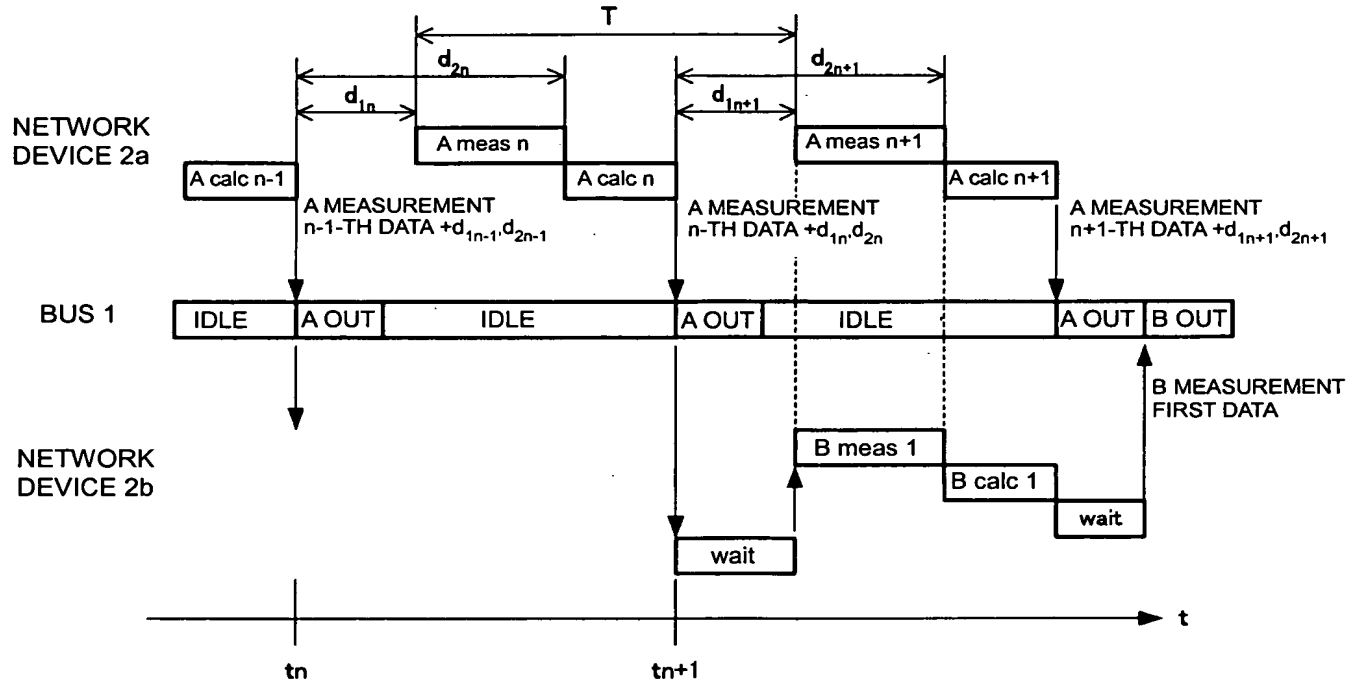 T
d2n
d2n+1
d1n
d1n+1
NETWORK
DEVICE 2a
A meas n
A meas n+1
A calc n-1
A calc n
A calc n+1
A MEASUREMENT
n-1-TH DATA +d1n-1,d2n-1
A MEASUREMENT
n-TH DATA +d1n,d2n
A MEASUREMENT
n+1-TH DATA +d1n+1,d2n+1
BUS 1
IDLE
A OUT
IDLE
A OUT
IDLE
A OUT
B OUT
B MEASUREMENT
FIRST DATA
NETWORK
DEVICE 2b
B meas 1
B calc 1
wait
wait
t
tn
tn+1